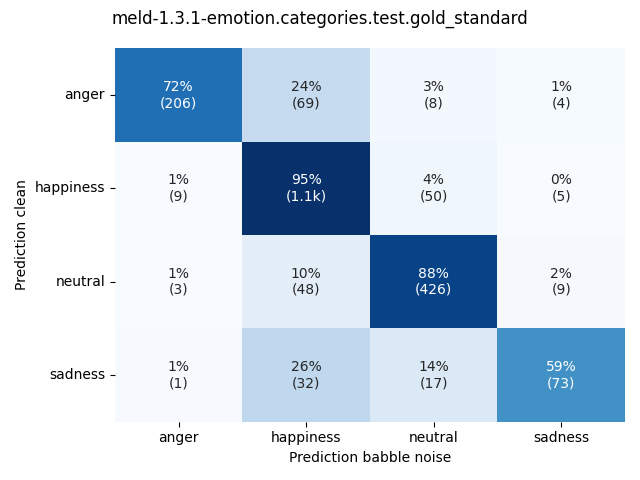 meld-1.3.1-emotion.categories.test.gold_standard
anger
72%
(206)
24%
(69)
3%
(8)
1%
(4)
happiness
1%
(9)
95%
(1.1k)
4%
(50)
0%
(5)
neutral
1%
(3)
10%
(48)
88%
(426)
2%
(9)
sadness
1%
(1)
26%
(32)
14%
(17)
59%
(73)
Prediction clean
anger
happiness
neutral
sadness
Prediction babble noise